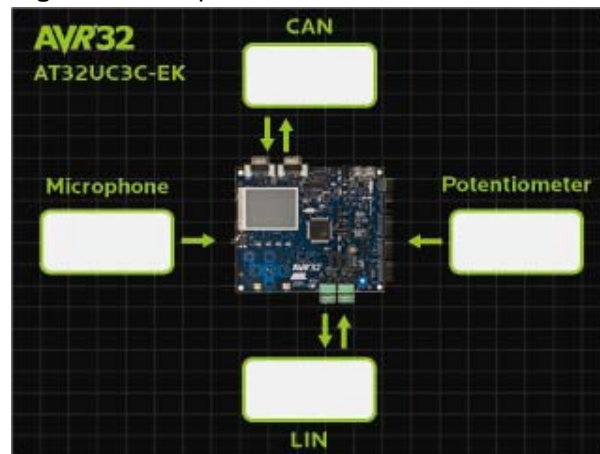 AVR32
AT32UC3C-EK
CAN
Microphone
Potentiometer
LIN